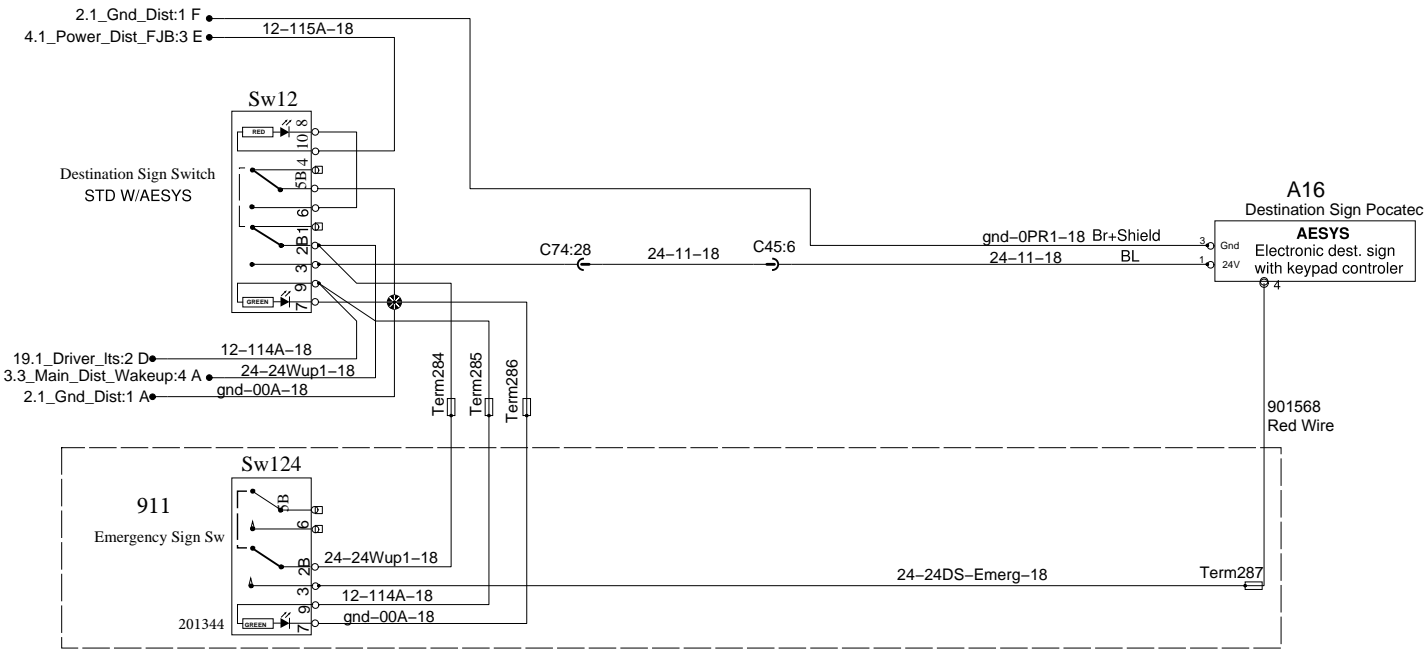 2.1_Gnd_Dist:1 F
4.1_Power_Dist_FJB:3 E
12-115A-18
Sw12
RED
8
10
4
5B
6
1
2B
3
9
7
GREEN
Destination Sign Switch
STD W/AESYS
C74:28
24-11-18
C45:6
gnd-0PR1-18 Br+Shield
24-11-18
BL
A16
Destination Sign Pocatec
AESYS
Electronic dest. sign
with keypad controler
3
Gnd
1
24V
4
19.1_Driver_lts:2 D
12-114A-18
3.3_Main_Dist_Wakeup:4 A
24-24Wup1-18
2.1_Gnd_Dist:1 A
gnd-00A-18
Term284
Term285
Term286
901568
Red Wire
Sw124
911
Emergency Sign Sw
201344
5B
6
2B
3
9
7
GREEN
24-24Wup1-18
24-24DS-Emerg-18
Term287
12-114A-18
gnd-00A-18